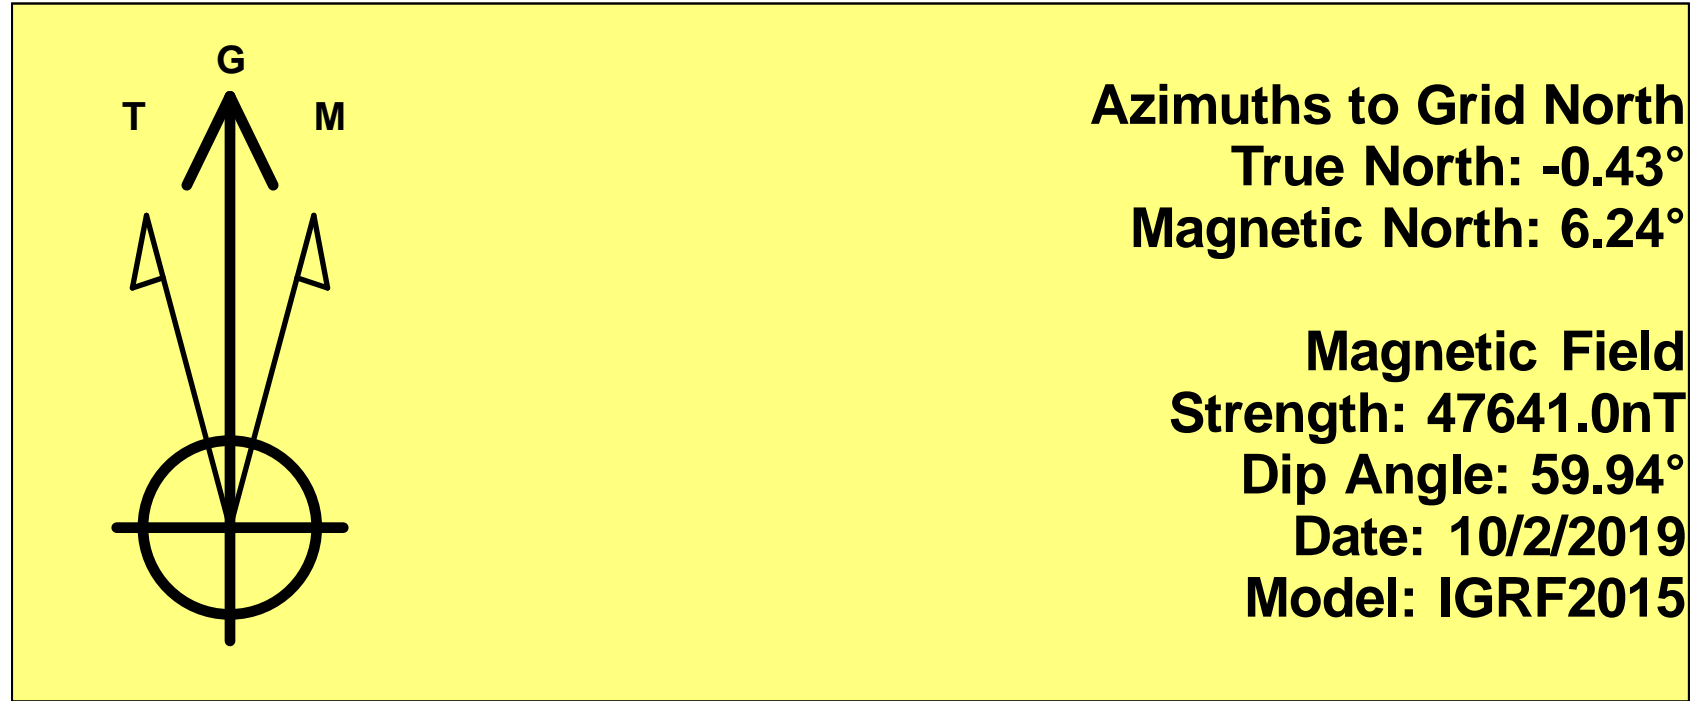 G
T M
Azimuths to Grid North
True North: -0.43°
Magnetic North: 6.24°
Magnetic Field
Strength: 47641.0nT
Dip Angle: 59.94°
Date: 10/2/2019
Model: IGRF2015